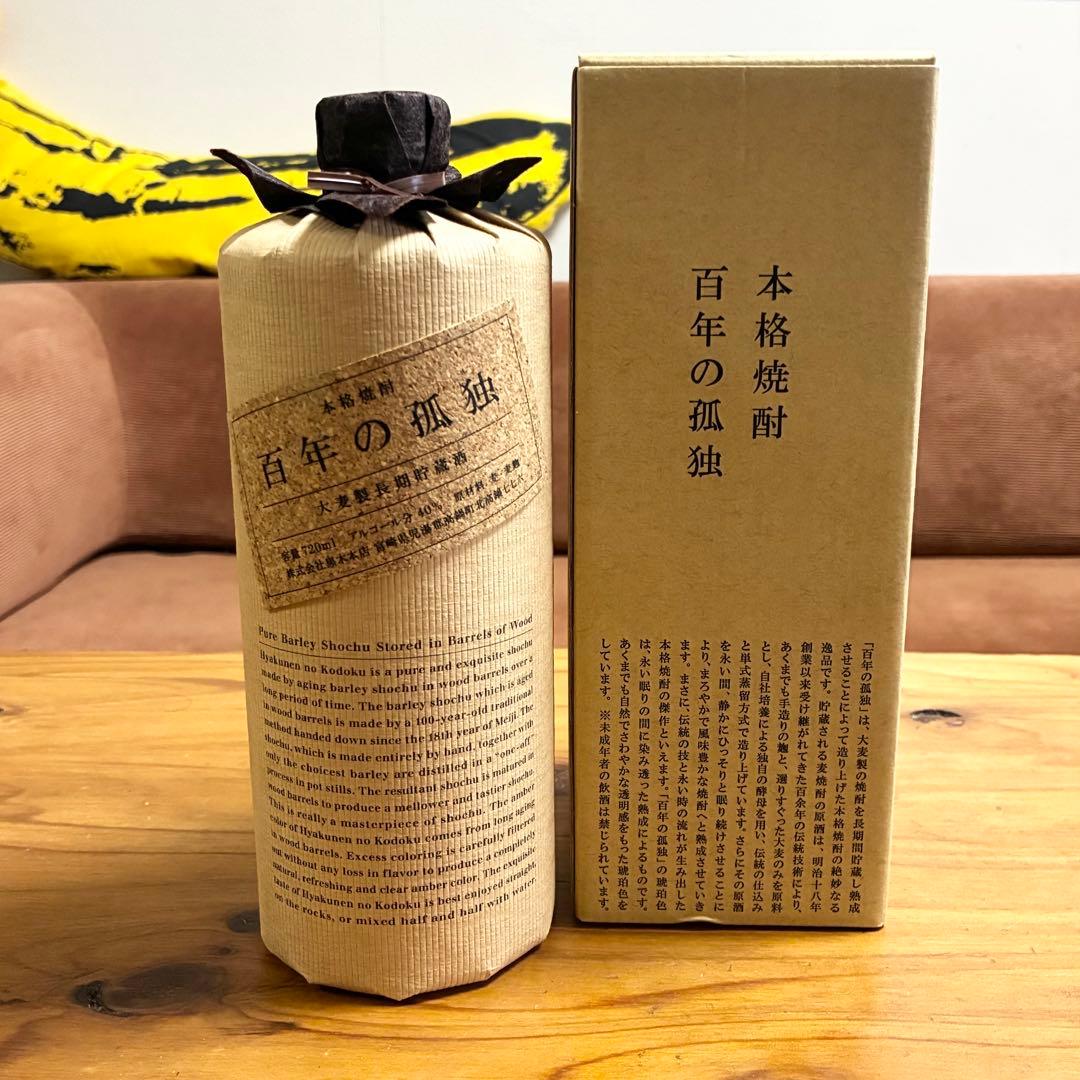 本格焼酎
百年の孤独
大麦製長期貯蔵酒
容量720ml アルコール分40% 原材料 麦・麦麹
株式会社黒木本店 宮崎県児湯郡高鍋町北高鍋七七六
Pure Barley Shochu Stored in Barrels of Wood
Hyakunen no Kodoku is a pure and exquisite shochu
made by aging barley shochu in wood barrels over a
long period of time. The barley shochu which is aged
in wood barrels is made by a 100-year-old traditional
method handed down since the 18th year of Meiji. The
shochu, which is made entirely by hand, together with
only the choicest barley are distilled in a "one-off"
process in pot stills. The resultant shochu is matured in
wood barrels to produce a mellower and tastier shochu.
This is really a masterpiece of shochu. The amber
color of Hyakunen no Kodoku comes from long aging
in wood barrels. Excess coloring is carefully filtered
out without any loss in flavor to produce a completely
natural, refreshing and clear amber color. The exquisite
taste of Hyakunen no Kodoku is best enjoyed straight,
on the rocks, or mixed half and half with water.
本格焼酎
百年の孤独
「百年の孤独」は、大麦製の焼酎を長期間貯蔵し熟成
させることによって造り上げた本格焼酎の絶妙なる
逸品です。貯蔵される麦焼酎の原酒は、明治十八年
創業以来受け継がれてきた百余年の伝統技術により、
あくまでも手造りの麹と、選りすぐった大麦のみを原料
とし、自社培養による独自の酵母を用い、伝統の仕込み
と単式蒸留方式で造り上げています。さらにその原酒
を永い間、静かにひっそりと眠り続けさせることに
より、まろやかで風味豊かな焼酎へと熟成させていき
ます。まさに、伝統の技と永い時の流れが生み出した
本格焼酎の傑作といえます。「百年の孤独」の琥珀色
は、永い眠りの間に染み透った熟成によるものです。
あくまでも自然でさわやかな透明感をもった琥珀色を
しています。 ※未成年者の飲酒は禁じられています。